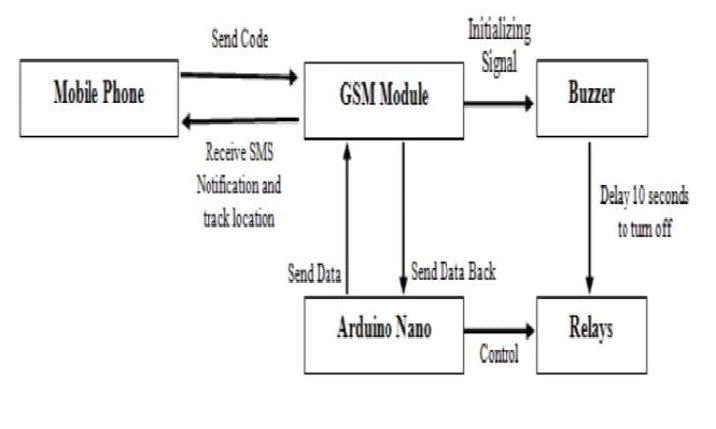 Send Code
Initializing
Signal
Mobile Phone
GSM Module
Buzzer
Receive SMS
Notification and
track location
Delay 10 seconds
to turn off
Send Data
Send Data Back
Arduino Nano
Control
Relays